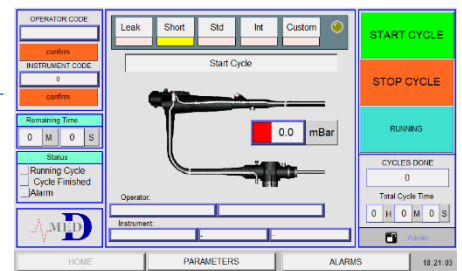 OPERATOR CODE
confirm
INSTRUMENT CODE
0
confirm
Remaining Time
0 M 0 S
Status
Running Cycle
Cycle Finished
Alarm
MED
Leak Short Std Int Custom
Start Cycle
0.0 mBar
Operator:
Instrument:
- -
START CYCLE
STOP CYCLE
RUNNING
CYCLES DONE
0
Total Cycle Time
0 H 0 M 0 S
Admin
HOME PARAMETERS ALARMS 18:21:03